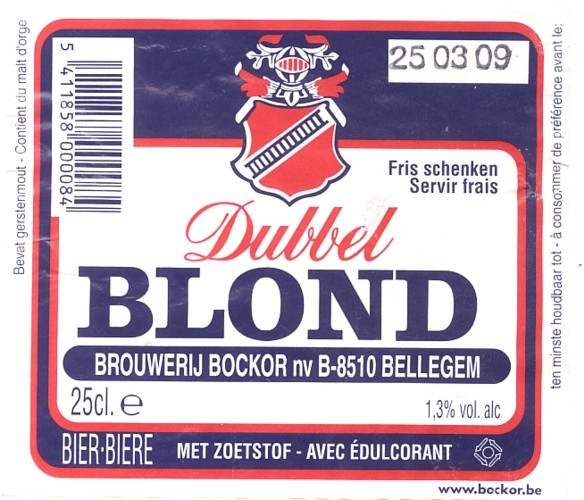 25 03 09
5 411858 000084
Bevat gerstenmout - Contient du malt d'orge
ten minste houdbaar tot - à consommer de préférence avant le:
Fris schenken
Servir frais
Dubbel
BLOND
BROUWERIJ BOCKOR nv B-8510 BELLEGEM
25cl. e
1,3% vol. alc
BIER·BIERE
MET ZOETSTOF - AVEC ÉDULCORANT
www.bockor.be